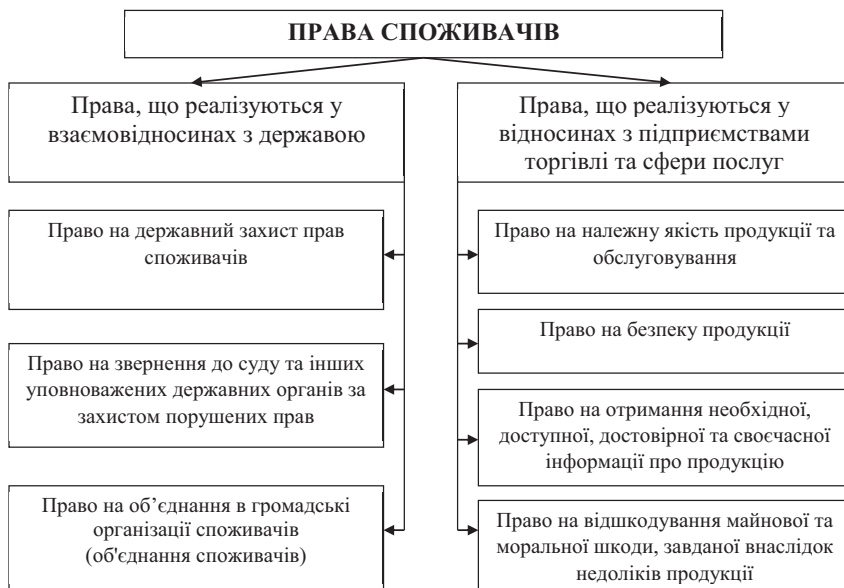 ПРАВА СПОЖИВАЧІВ
Права, що реалізуються у
взаємовідносинах з державою
Право на державний захист прав
споживачів
Право на звернення до суду та інших
уповноважених державних органів за
захистом порушених прав
Право на об’єднання в громадські
організації споживачів
(об'єднання споживачів)
Права, що реалізуються у
відносинах з підприємствами
торгівлі та сфери послуг
Право на належну якість продукції та
обслуговування
Право на безпеку продукції
Право на отримання необхідної,
доступної, достовірної та своєчасної
інформації про продукцію
Право на відшкодування майнової та
моральної шкоди, завданої внаслідок
недоліків продукції